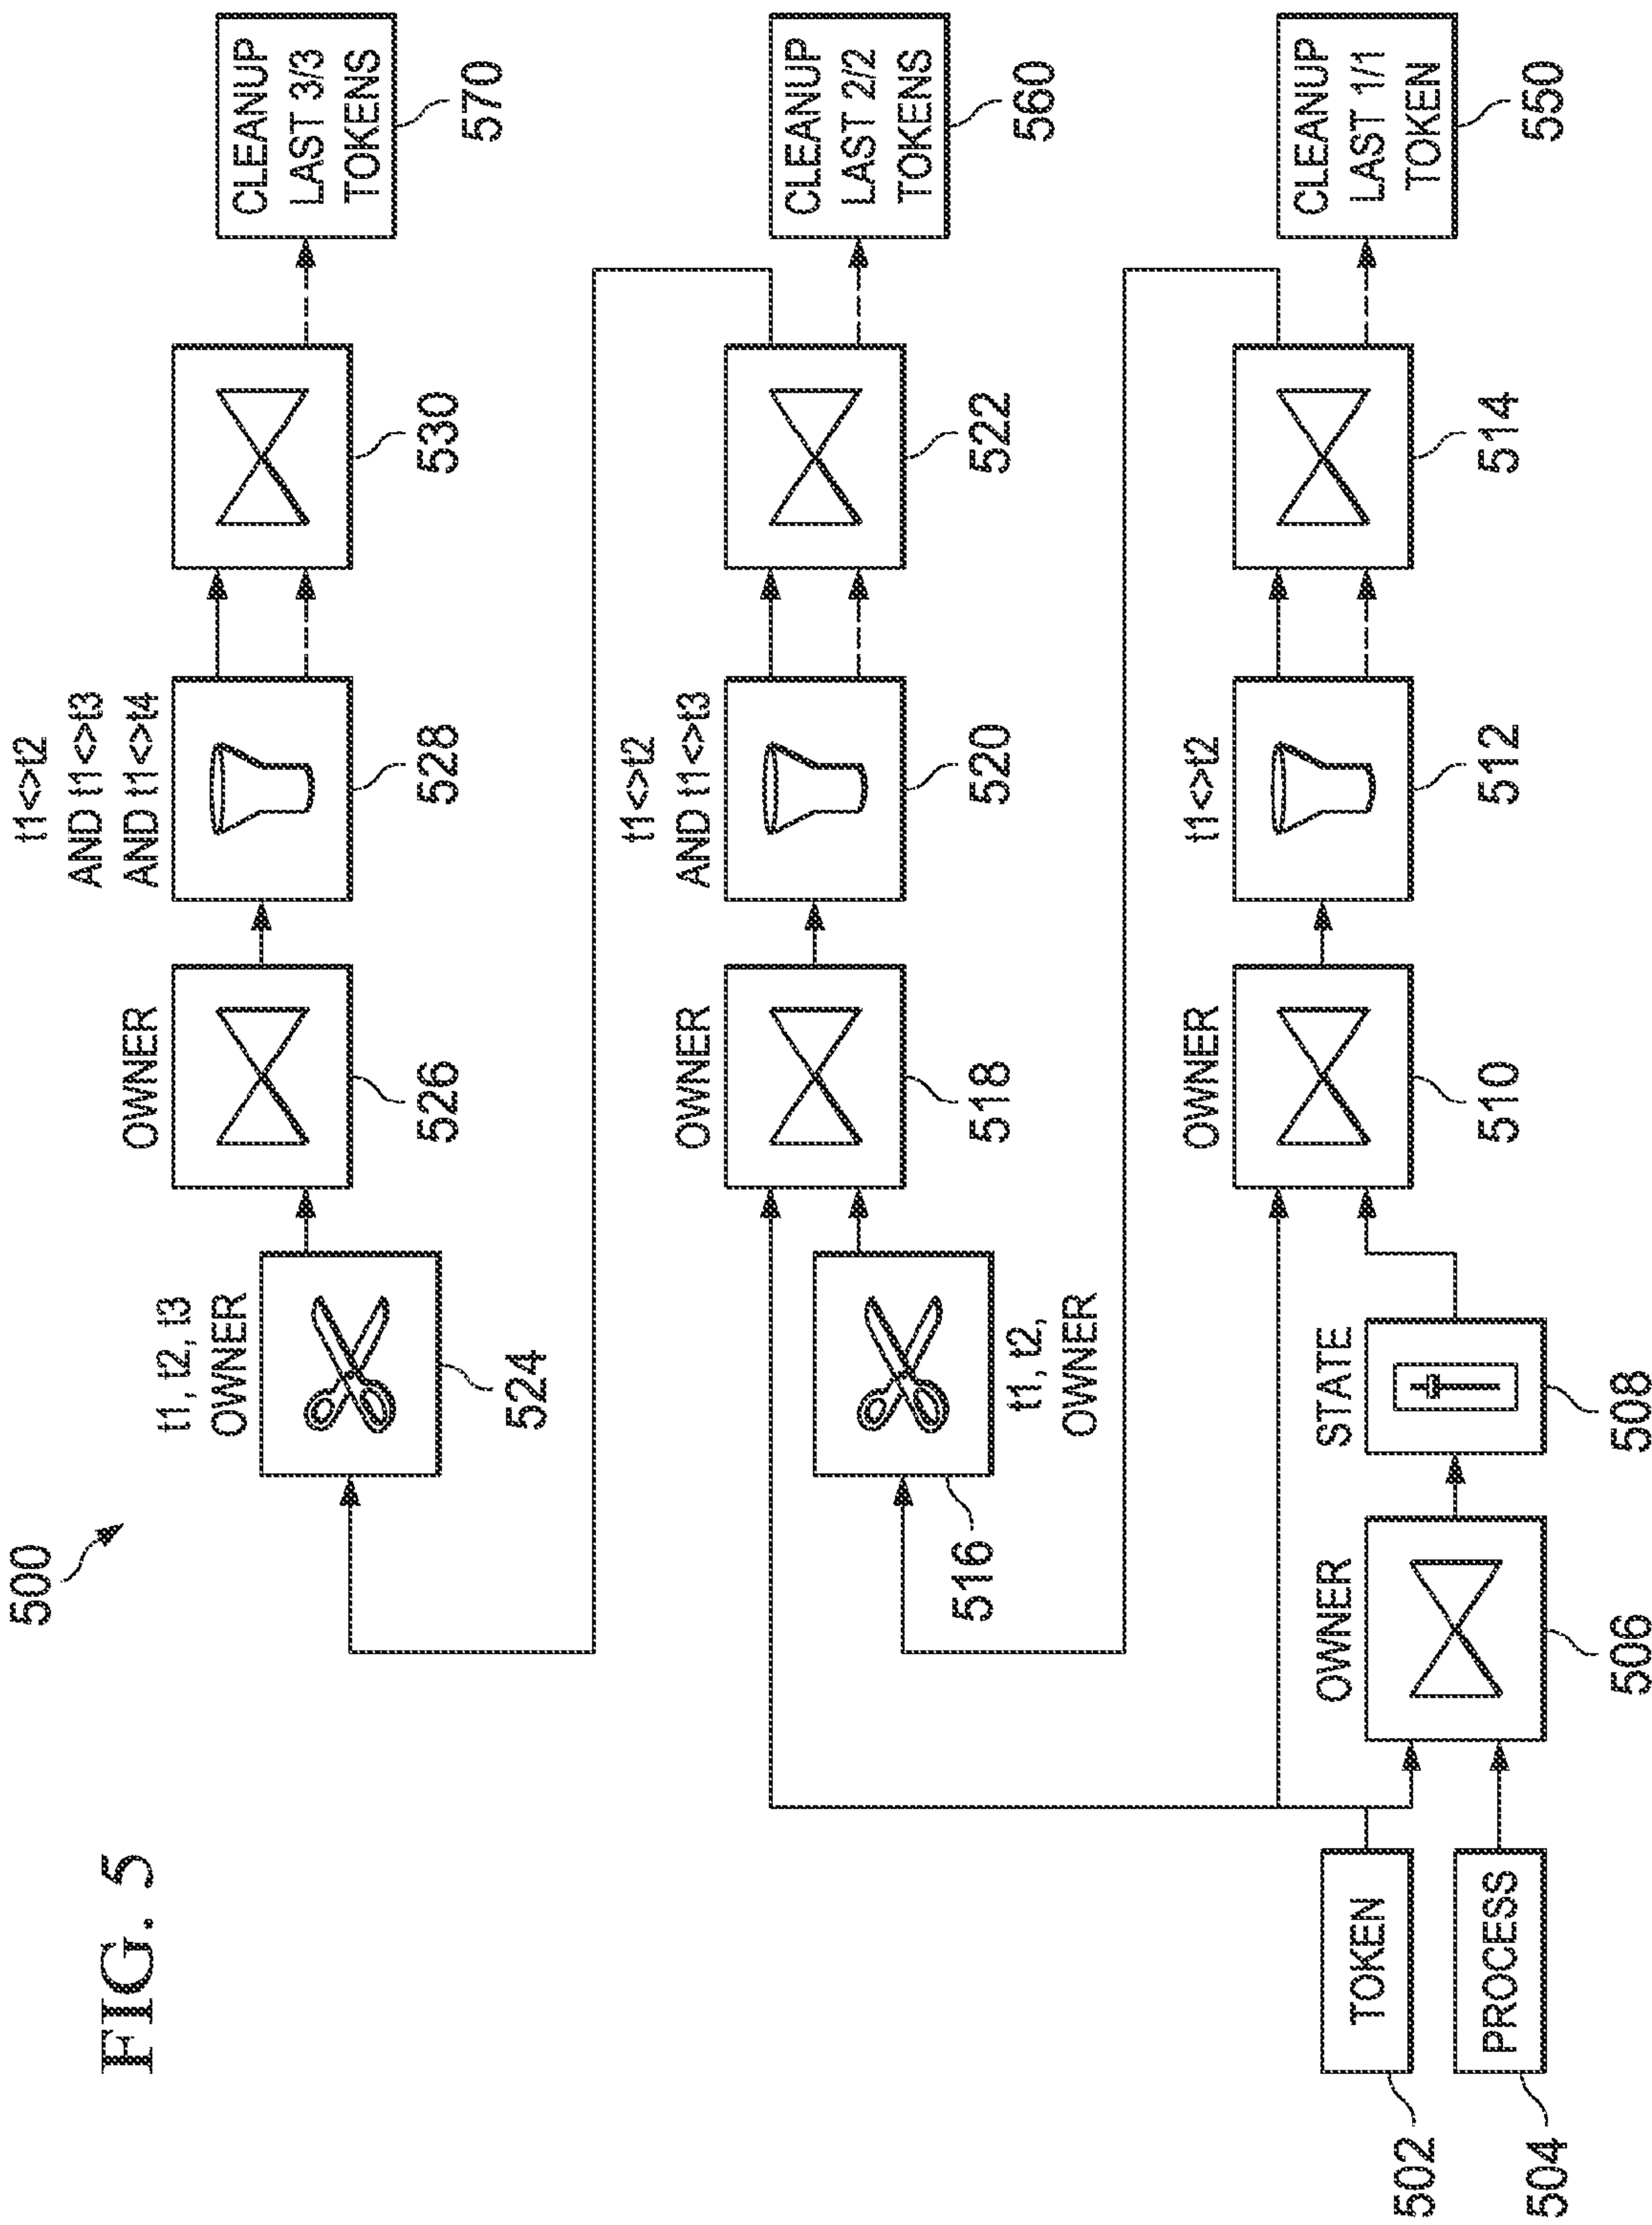 FIG. 5
500
t1<>t2
AND t1<>t3
AND t1<>t4
t1, t2, t3
OWNER
OWNER
524
526
528
530
CLEANUP
LAST 3/3
TOKENS
570
t1<>t2
AND t1<>t3
OWNER
516
t1, t2,
OWNER
518
520
522
CLEANUP
LAST 2/2
TOKENS
560
OWNER
t1<>t2
510
512
514
CLEANUP
LAST 1/1
TOKEN
550
TOKEN
502
PROCESS
504
OWNER
506
STATE
508